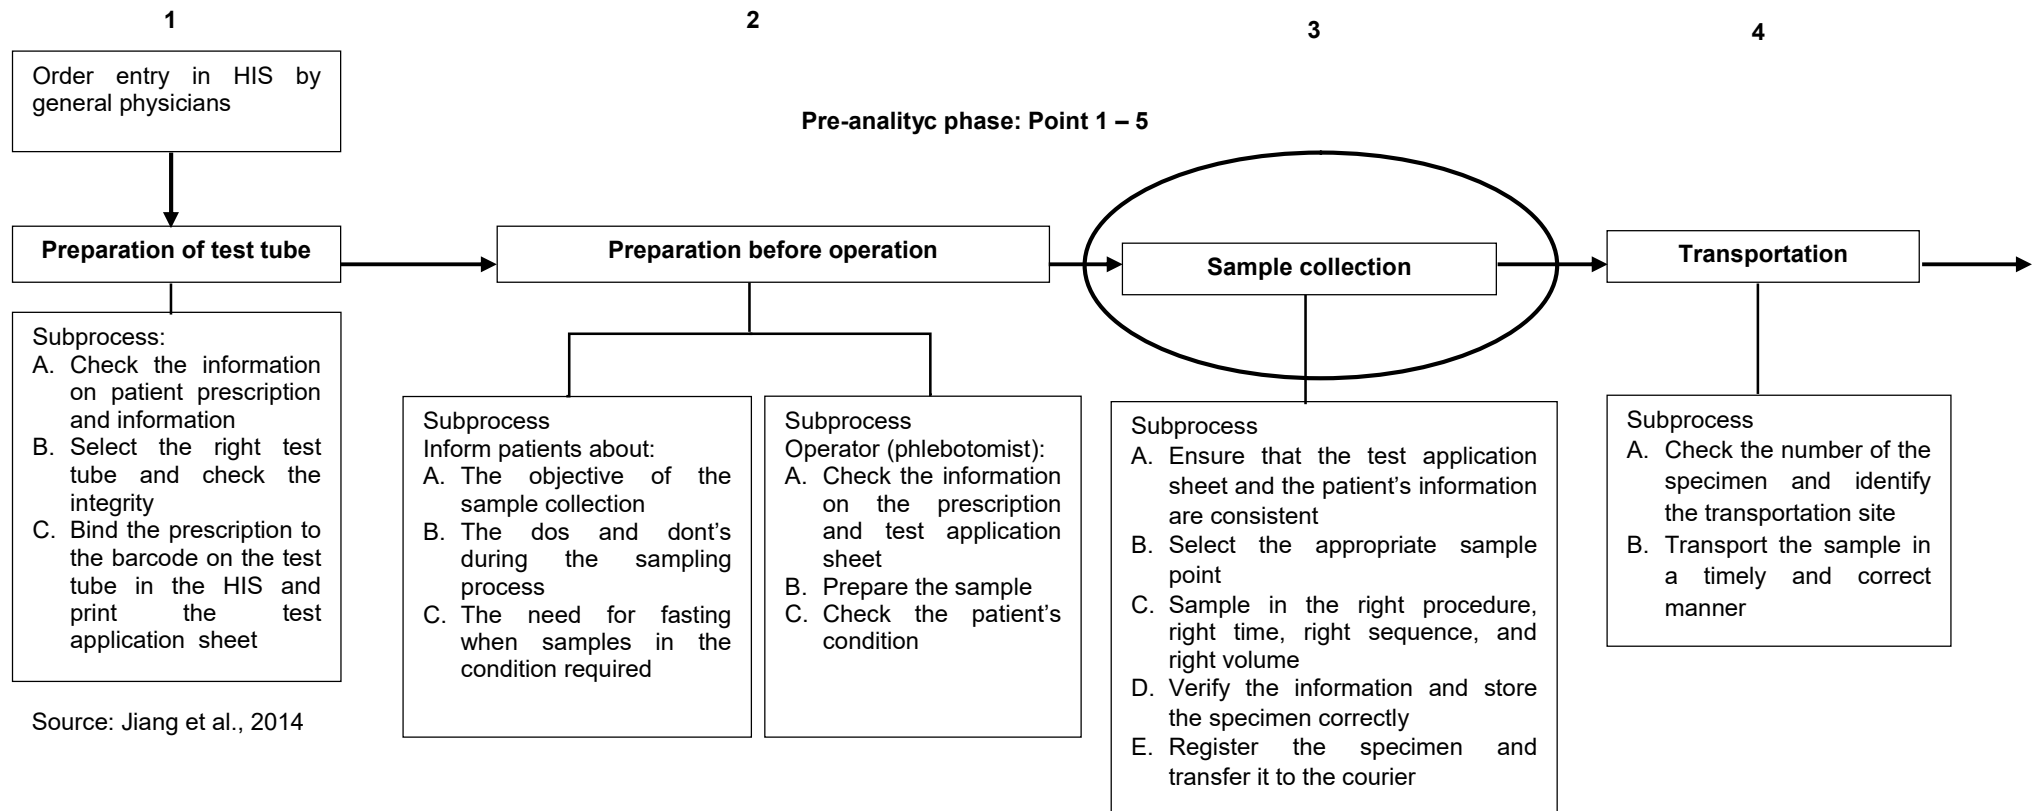 1
2
3
4
Order entry in HIS by
general physicians
Pre-analityc phase: Point 1 – 5
Preparation of test tube
Preparation before operation
Sample collection
Transportation
Subprocess:
A. Check the information
on patient prescription
and information
B. Select the right test
tube and check the
integrity
C. Bind the prescription to
the barcode on the test
tube in the HIS and
print the test
application sheet
Source: Jiang et al., 2014
Subprocess
Inform patients about:
A. The objective of the
sample collection
B. The dos and dont's
during the sampling
process
C. The need for fasting
when samples in the
condition required
Subprocess
Operator (phlebotomist):
A. Check the information
on the prescription
and test application
sheet
B. Prepare the sample
C. Check the patient's
condition
Subprocess
A. Ensure that the test application
sheet and the patient's information
are consistent
B. Select the appropriate sample
point
C. Sample in the right procedure,
right time, right sequence, and
right volume
D. Verify the information and store
the specimen correctly
E. Register the specimen and
transfer it to the courier
Subprocess
A. Check the number of the
specimen and identify
the transportation site
B. Transport the sample in
a timely and correct
manner